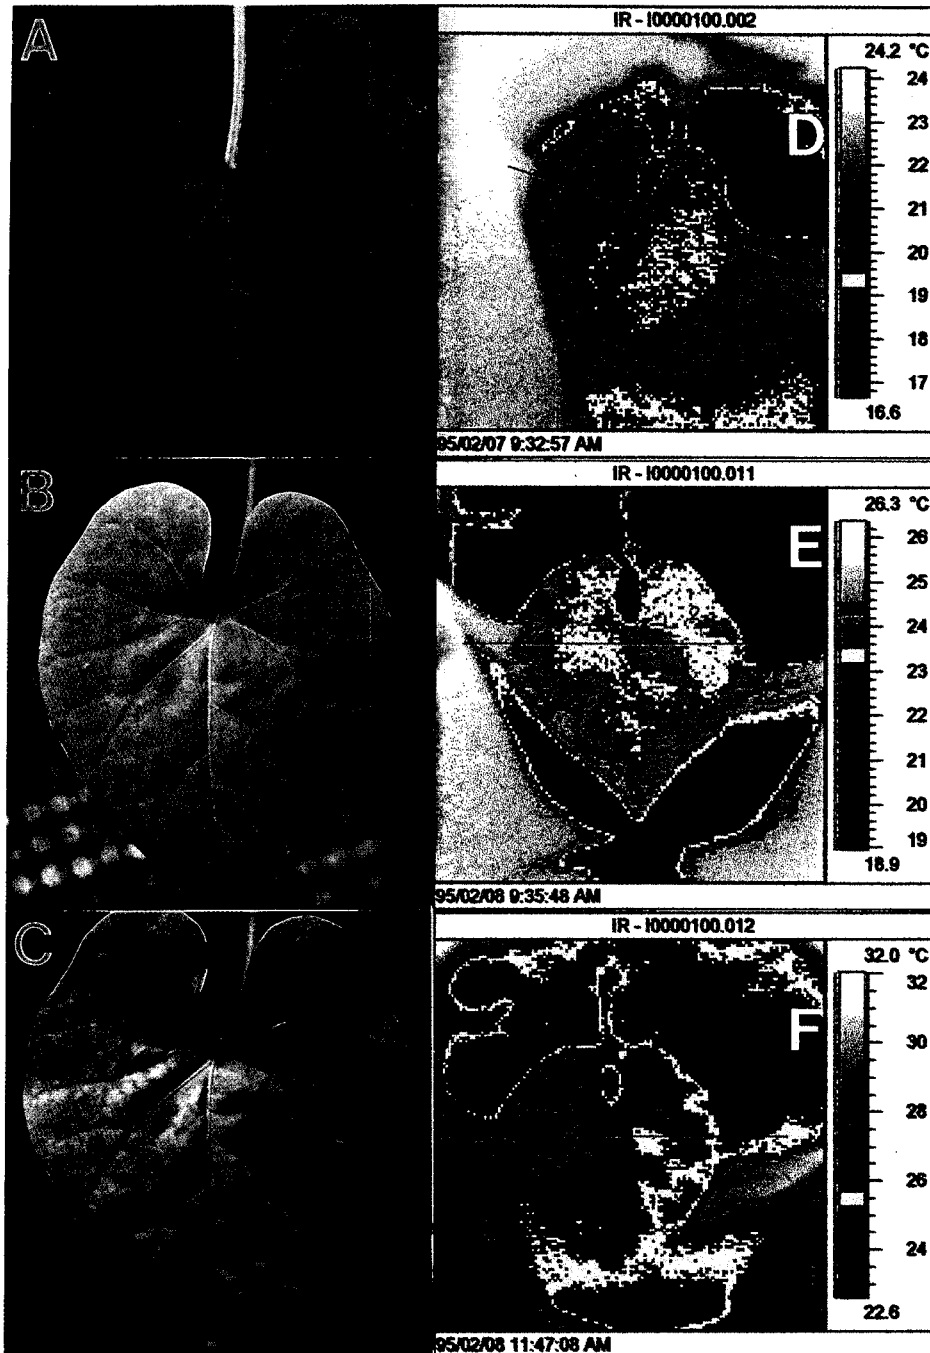 A
IR - I0000100.002
24.2 °C
24
23
D
22
21
20
19
18
17
16.6
95/02/07 9:32:57 AM
B
IR - I0000100.011
26.3 °C
26
E
25
24
23
22
21
20
19
18.9
95/02/08 9:35:48 AM
C
IR - I0000100.012
32.0 °C
32
F
30
28
26
24
22.6
95/02/08 11:47:08 AM